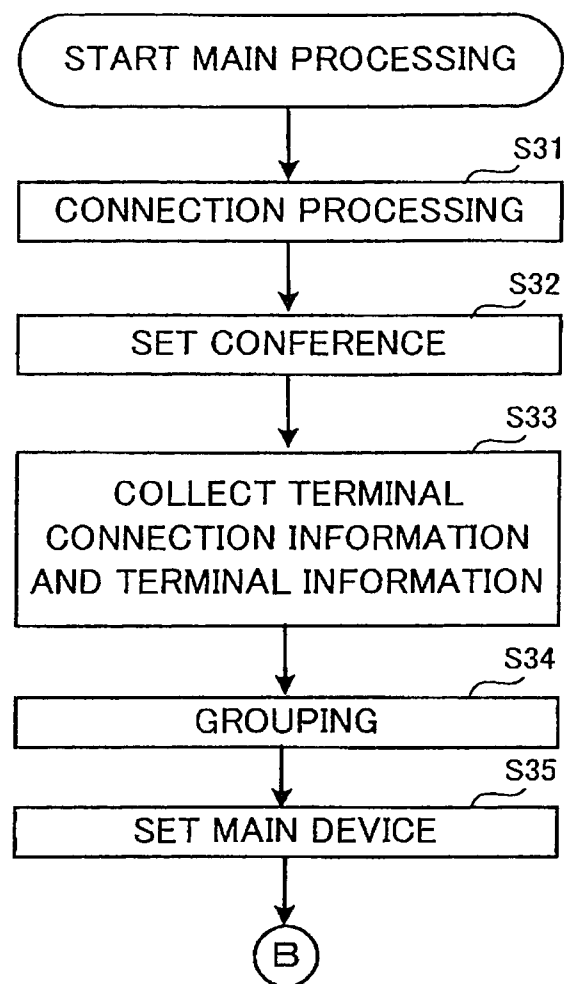 START MAIN PROCESSING
S31
CONNECTION PROCESSING
S32
SET CONFERENCE
S33
COLLECT TERMINAL
CONNECTION INFORMATION
AND TERMINAL INFORMATION
S34
GROUPING
S35
SET MAIN DEVICE
B